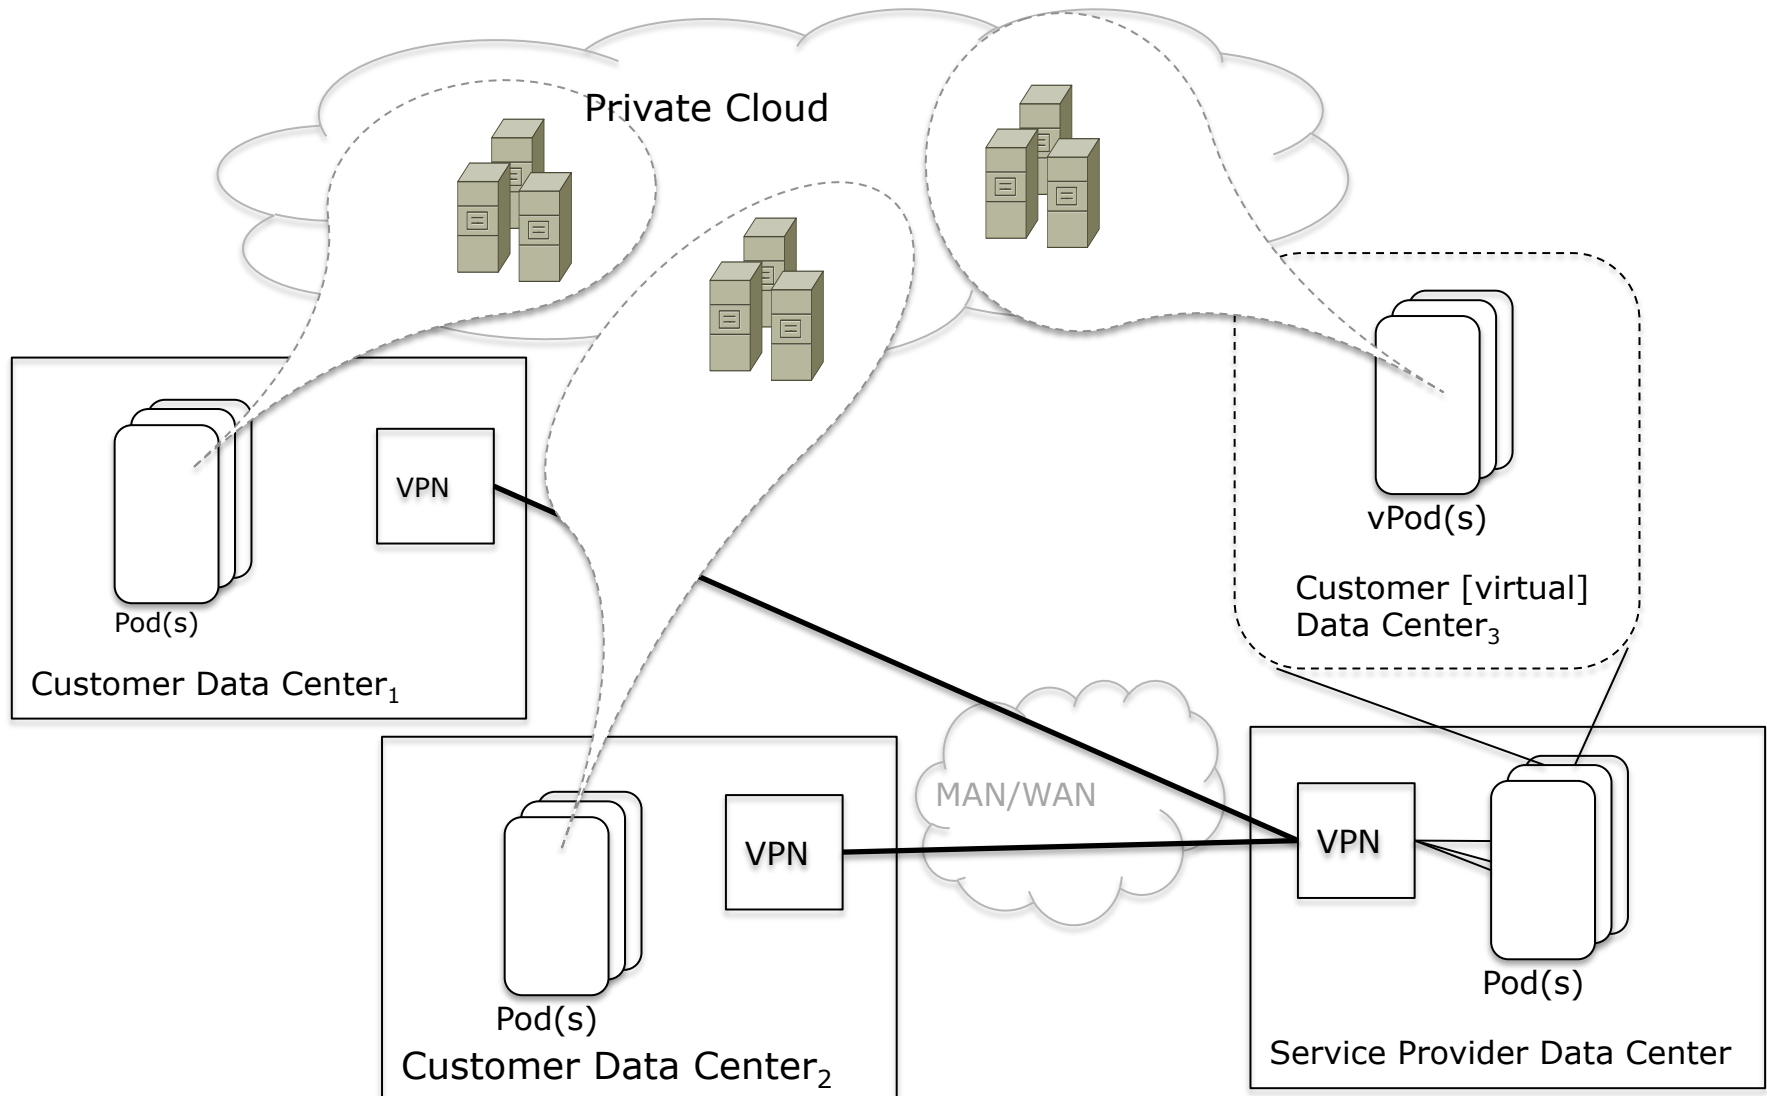 Private Cloud
VPN
Pod(s)
Customer Data Center₁
vPod(s)
Customer [virtual]
Data Center₃
MAN/WAN
VPN
Pod(s)
Customer Data Center₂
VPN
Pod(s)
Service Provider Data Center